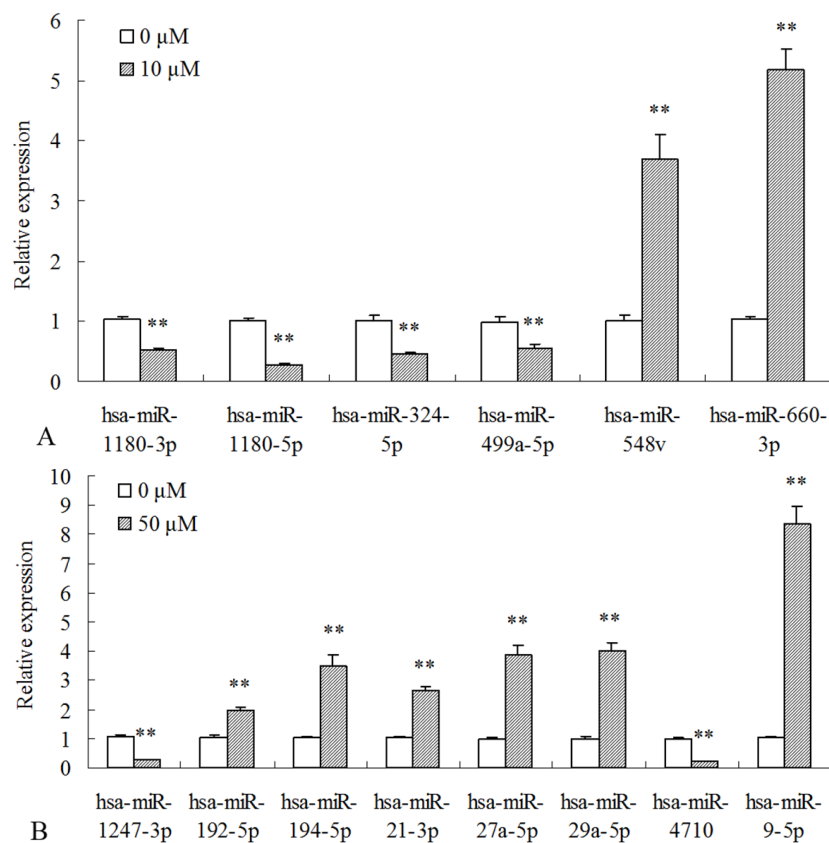 6
5
4
3
2
1
0
Relative expression
0 µM
10 µM
** ** ** ** ** **
hsa-miR- hsa-miR- hsa-miR-324- hsa-miR- hsa-miR- hsa-miR-660-
1180-3p 1180-5p 5p 499a-5p 548v 3p
A
10
9
8
7
6
5
4
3
2
1
0
Relative expression
0 µM
50 µM
** ** ** ** ** ** ** **
hsa-miR- hsa-miR- hsa-miR- hsa-miR- hsa-miR- hsa-miR- hsa-miR- hsa-miR-
1247-3p 192-5p 194-5p 21-3p 27a-5p 29a-5p 4710 9-5p
B